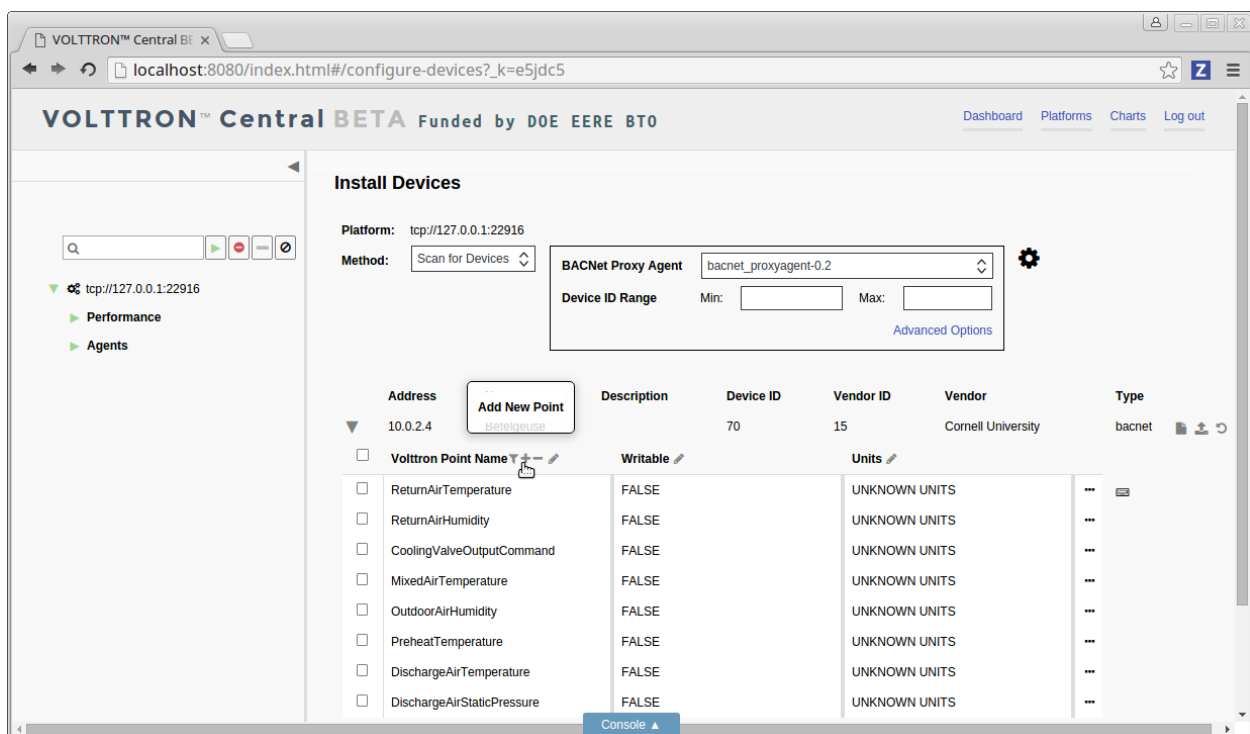 VOLTTRON™ Central BE
localhost:8080/index.html#/configure-devices?_k=e5jdc5
Z
VOLTTRON™ Central BETA Funded by DOE EERE BTO
Dashboard Platforms Charts Log out
Install Devices
Platform: tcp://127.0.0.1:22916
Method: Scan for Devices
BACNet Proxy Agent bacnet_proxyagent-0.2
Device ID Range Min: Max:
Advanced Options
tcp://127.0.0.1:22916
Performance
Agents
Address Description Device ID Vendor ID Vendor Type
Add New Point
10.0.2.4 Betelgeuse 70 15 Cornell University bacnet
Volttron Point Name Writable Units
ReturnAirTemperature FALSE UNKNOWN UNITS
ReturnAirHumidity FALSE UNKNOWN UNITS
CoolingValveOutputCommand FALSE UNKNOWN UNITS
MixedAirTemperature FALSE UNKNOWN UNITS
OutdoorAirHumidity FALSE UNKNOWN UNITS
PreheatTemperature FALSE UNKNOWN UNITS
DischargeAirTemperature FALSE UNKNOWN UNITS
DischargeAirStaticPressure FALSE UNKNOWN UNITS
Console ▲